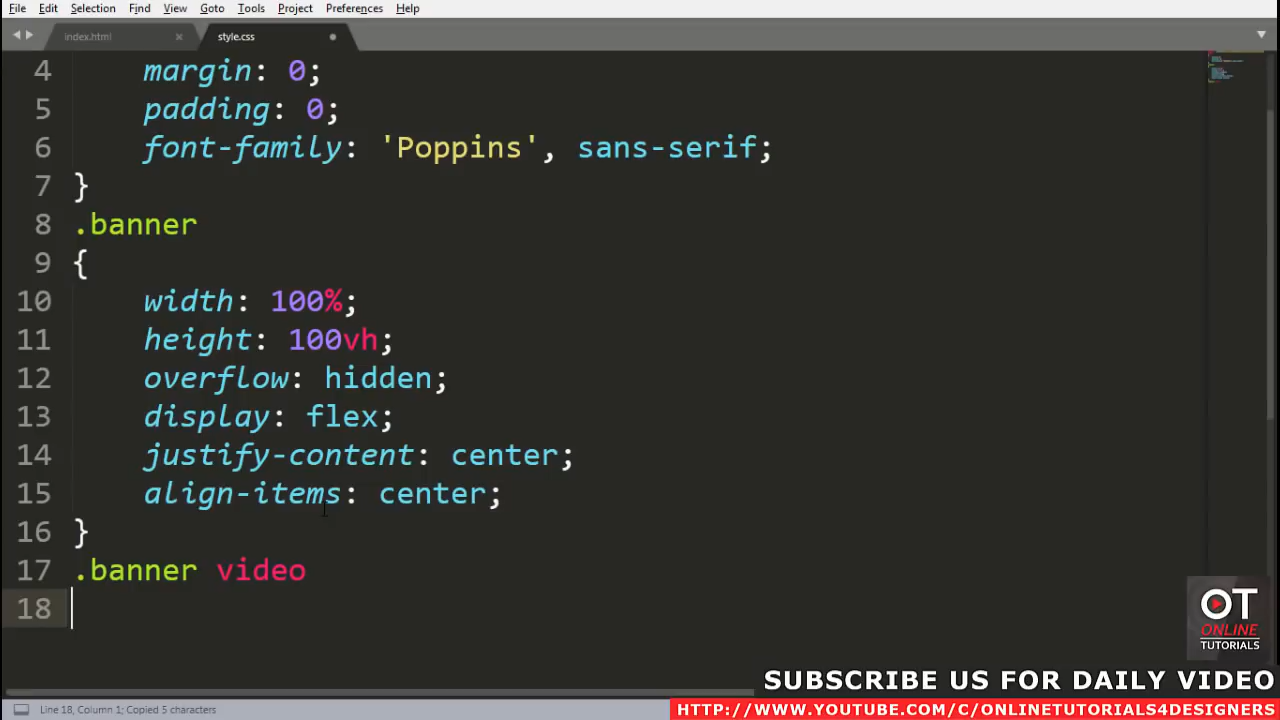 File Edit Selection Find View Goto Tools Project Preferences Help
index.html × style.css
4 margin: 0;
5 padding: 0;
6 font-family: 'Poppins', sans-serif;
7 }
8 .banner
9 {
10 width: 100%;
11 height: 100vh;
12 overflow: hidden;
13 display: flex;
14 justify-content: center;
15 align-items: center;
16 }
17 .banner video
18
OT
ONLINE
TUTORIALS
SUBSCRIBE US FOR DAILY VIDEO
Line 18, Column 1; Copied 5 characters
HTTP://WWW.YOUTUBE.COM/C/ONLINETUTORIALS4DESIGNERS